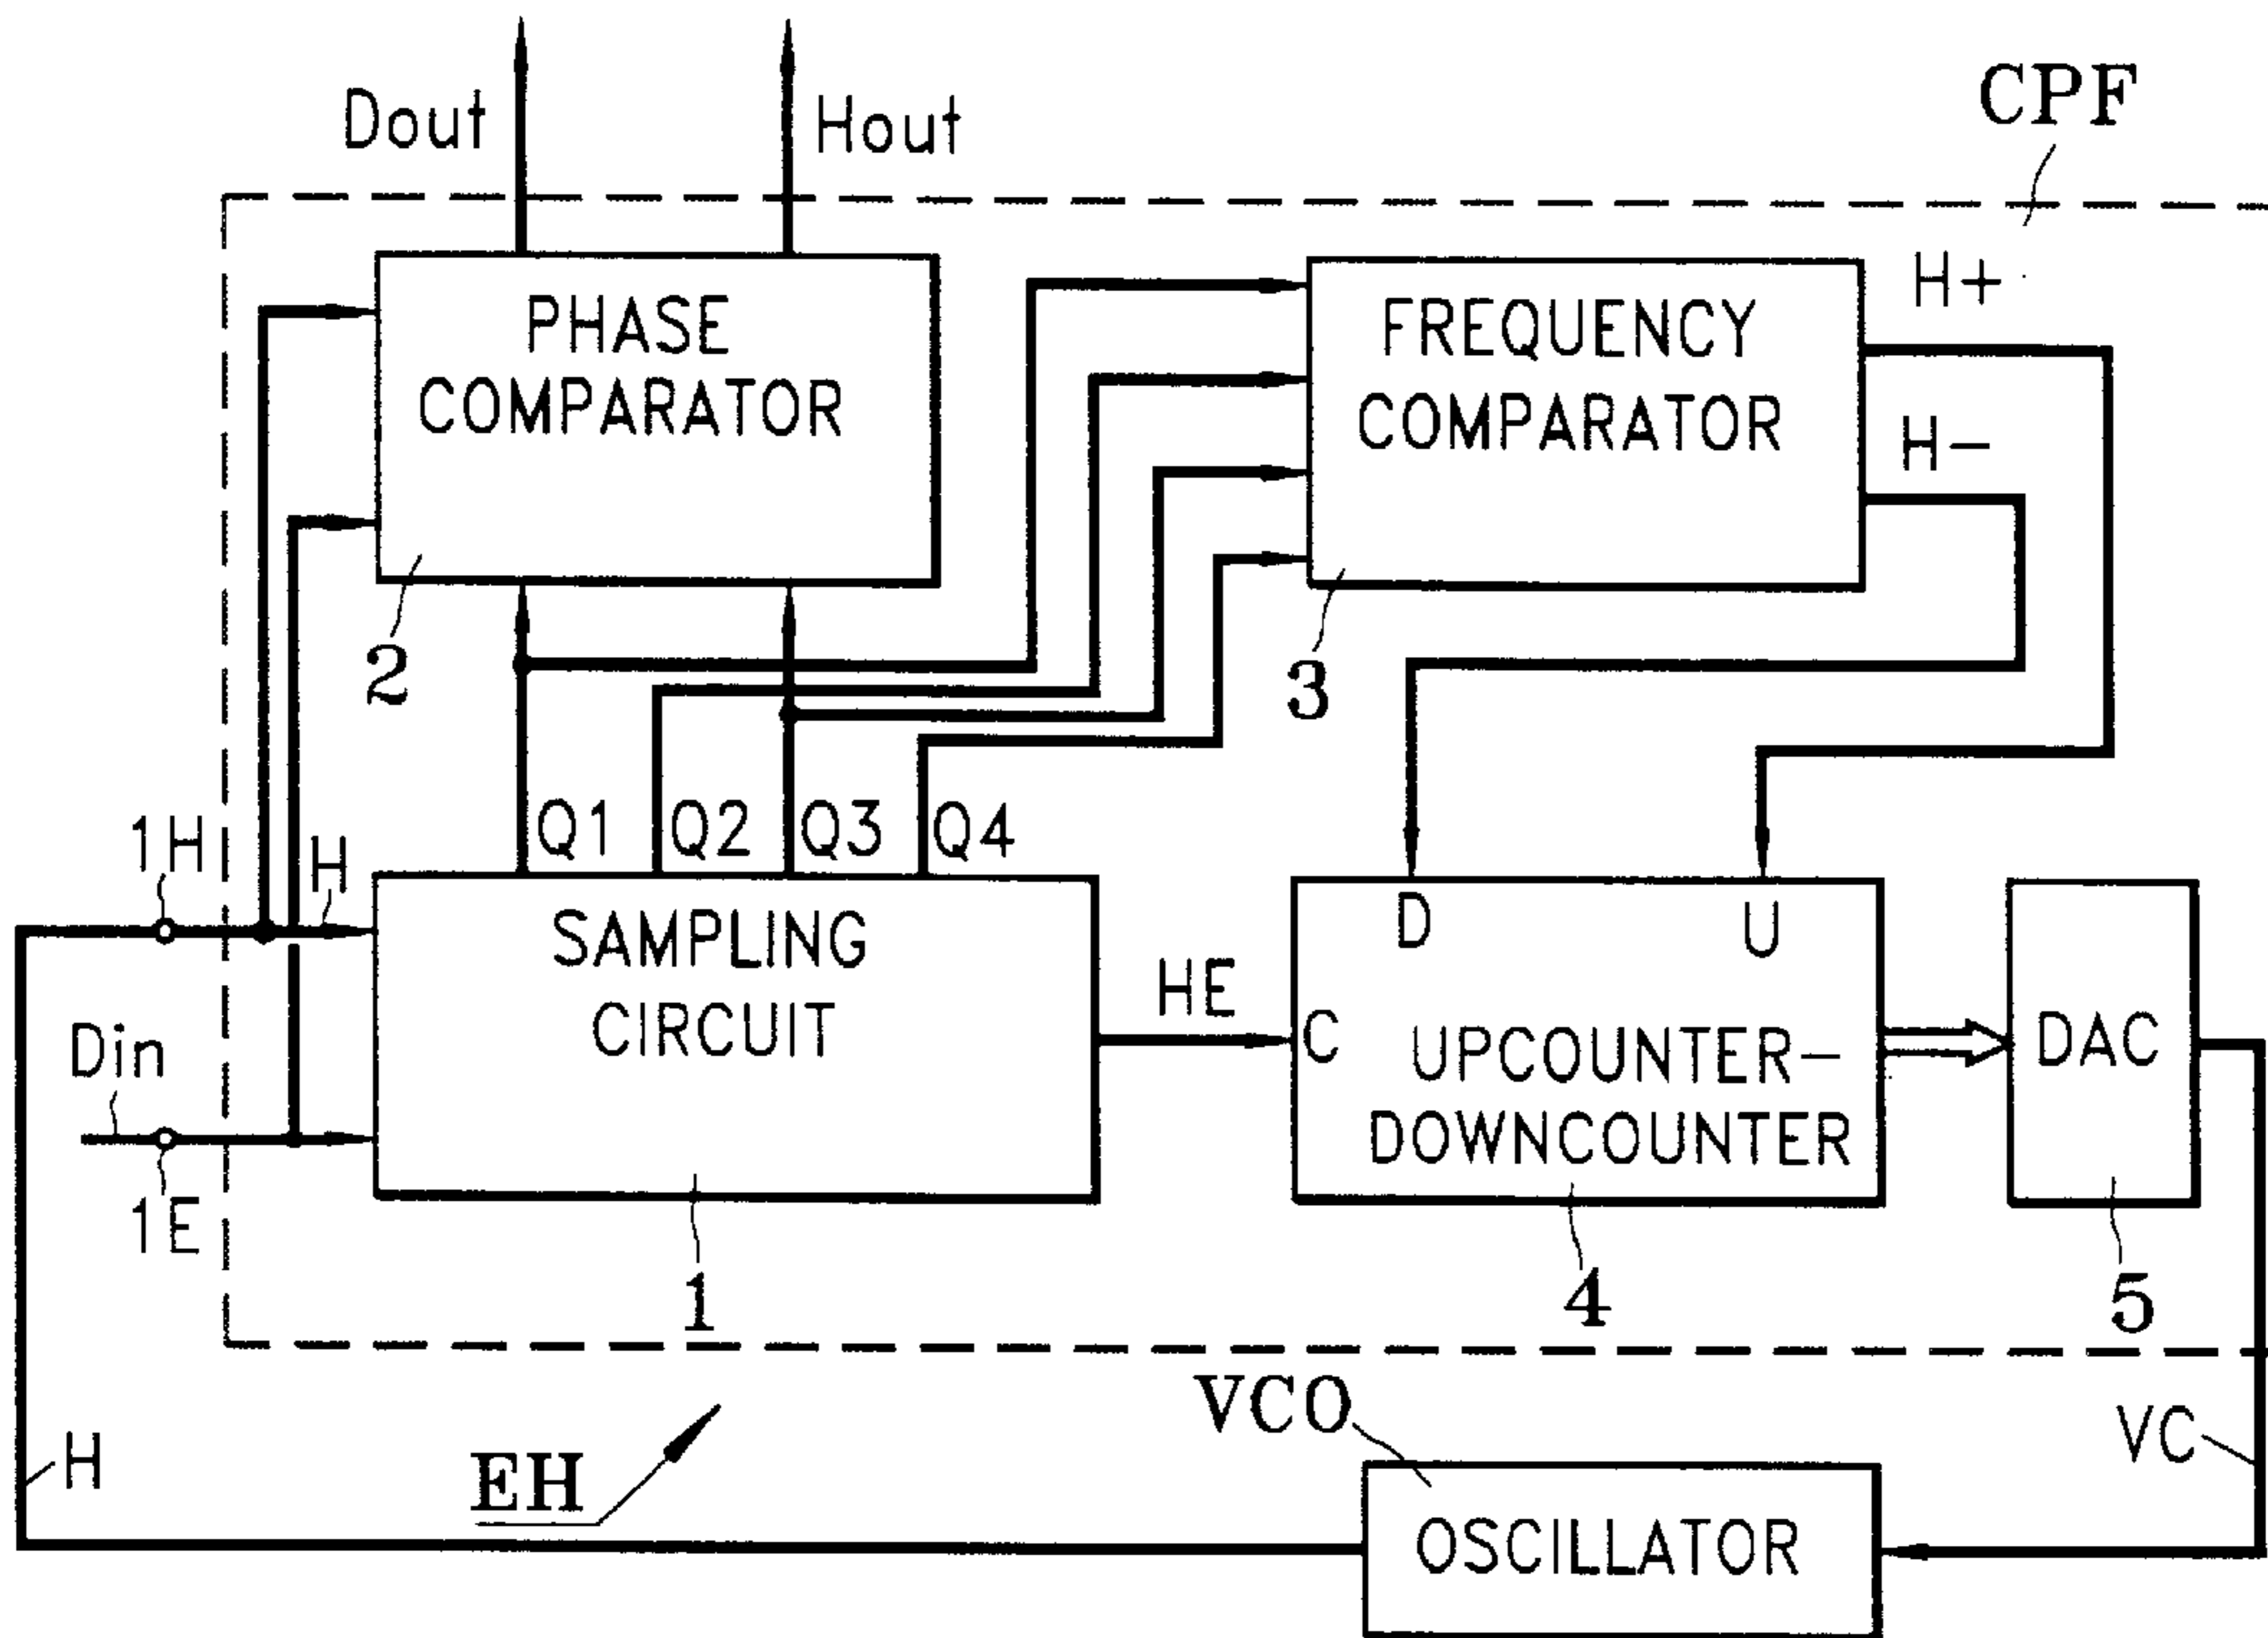 CPF
Dout
Hout
PHASE
COMPARATOR
FREQUENCY
COMPARATOR
H+
H-
2
3
Q1
Q2
Q3
Q4
1H
H
SAMPLING
CIRCUIT
HE
D
U
C
UPCOUNTER-
DOWNCOUNTER
DAC
Din
1E
1
4
5
VCO
VC
H
EH
OSCILLATOR